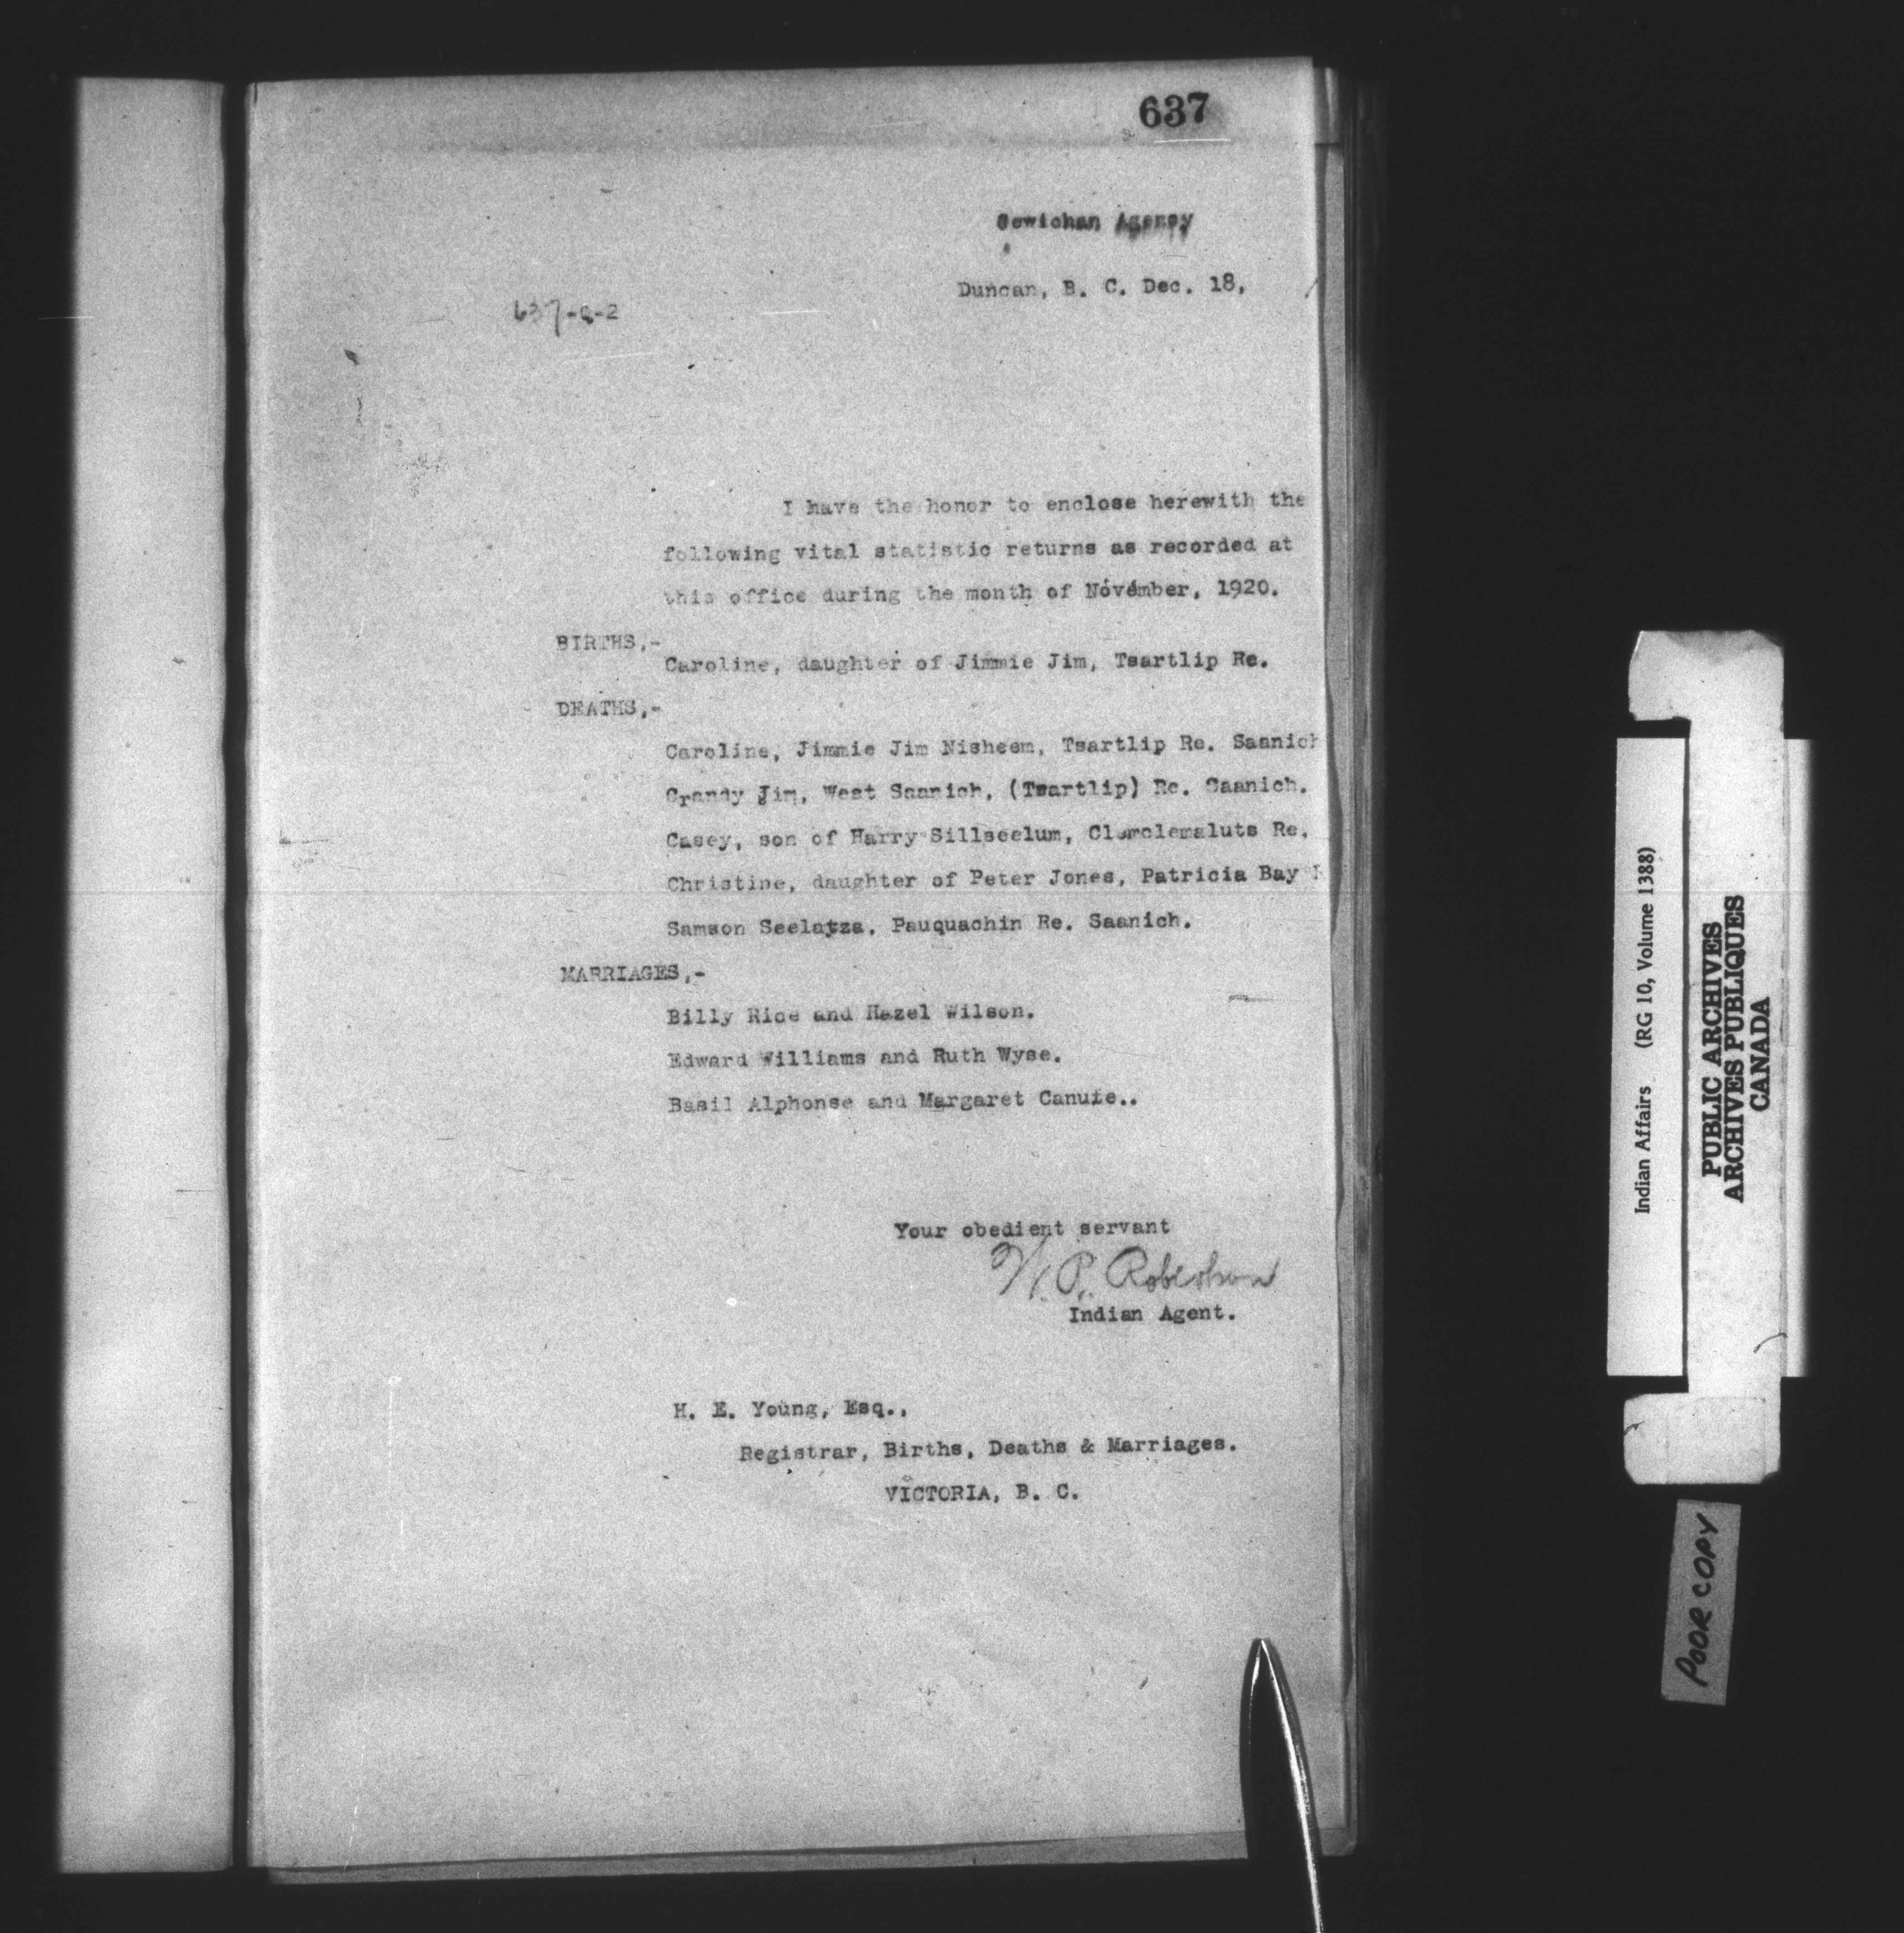 637
Cowichan Agency
Duncan, B. C. Dec. 18,
637-c-2
I have the honor to enclose herewith the
following vital statistic returns as recorded at
this office during the month of November, 1920.
BIRTHS,-
Caroline, daughter of Jimmie Jim, Tsartlip Re.
DEATHS,-
Caroline, Jimmie Jim Nisheem, Tsartlip Re. Saanich
Grandy Jim, West Saanich, (Tsartlip) Re. Saanich.
Casey, son of Harry Sillseelum, Clemclemaluts Re.
Christine, daughter of Peter Jones, Patricia Bay
Samson Seelatza, Pauquachin Re. Saanich.
MARRIAGES,-
Billy Rice and Hazel Wilson.
Edward Williams and Ruth Wyse.
Basil Alphonse and Margaret Canute..
Your obedient servant
W. P. Robertson
Indian Agent.
H. E. Young, Esq.,
Registrar, Births, Deaths & Marriages.
VICTORIA, B. C.
Indian Affairs (RG 10, Volume 1388)
PUBLIC ARCHIVES
ARCHIVES PUBLIQUES
CANADA
POOR COPY